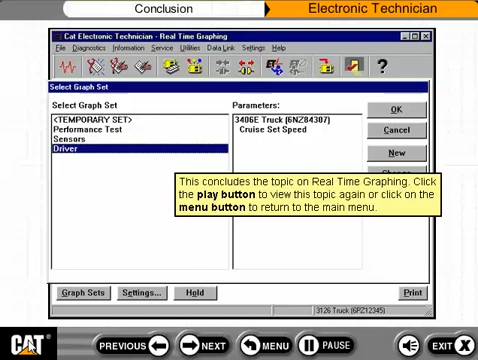 Conclusion
Electronic Technician
Cat Electronic Technician - Real Time Graphing
File Diagnostics Information Service Utilities Data Link Settings Help
Select Graph Set
Select Graph Set
Parameters:
<TEMPORARY SET>
Performance Test
Sensors
Driver
3406E Truck (6NZ84307)
Cruise Set Speed
OK
Cancel
New
This concludes the topic on Real Time Graphing. Click
the play button to view this topic again or click on the
menu button to return to the main menu.
Graph Sets
Settings...
Hold
Print
3126 Truck (6PZ12345)
CAT
PREVIOUS
NEXT
MENU
PAUSE
EXIT